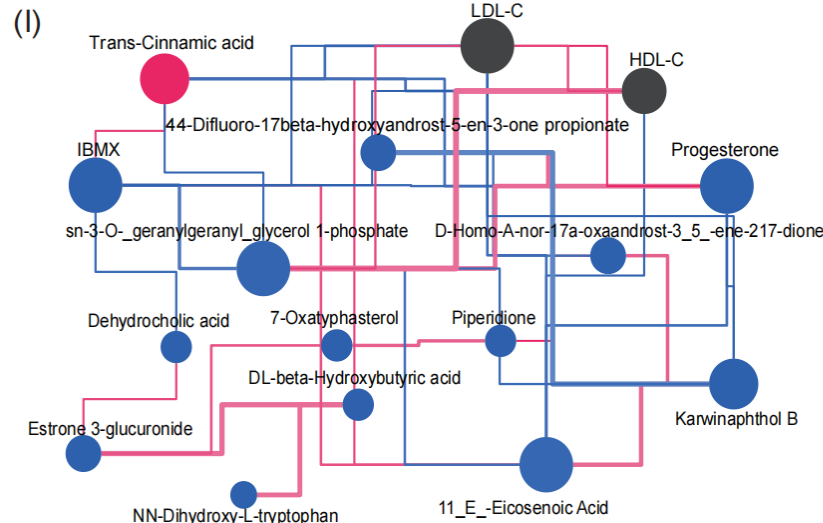 (I)
LDL-C
Trans-Cinnamic acid
HDL-C
44-Difluoro-17beta-hydroxyandrost-5-en-3-one propionate
IBMX
Progesterone
sn-3-O-_geranylgeranyl_glycerol 1-phosphate
D-Homo-A-nor-17a-oxaandrost-3_5_-ene-217-dione
Dehydrocholic acid
7-Oxatyphasterol
Piperidione
DL-beta-Hydroxybutyric acid
Karwinaphthol B
Estrone 3-glucuronide
11_E_-Eicosenoic Acid
NN-Dihydroxy-L-tryptophan